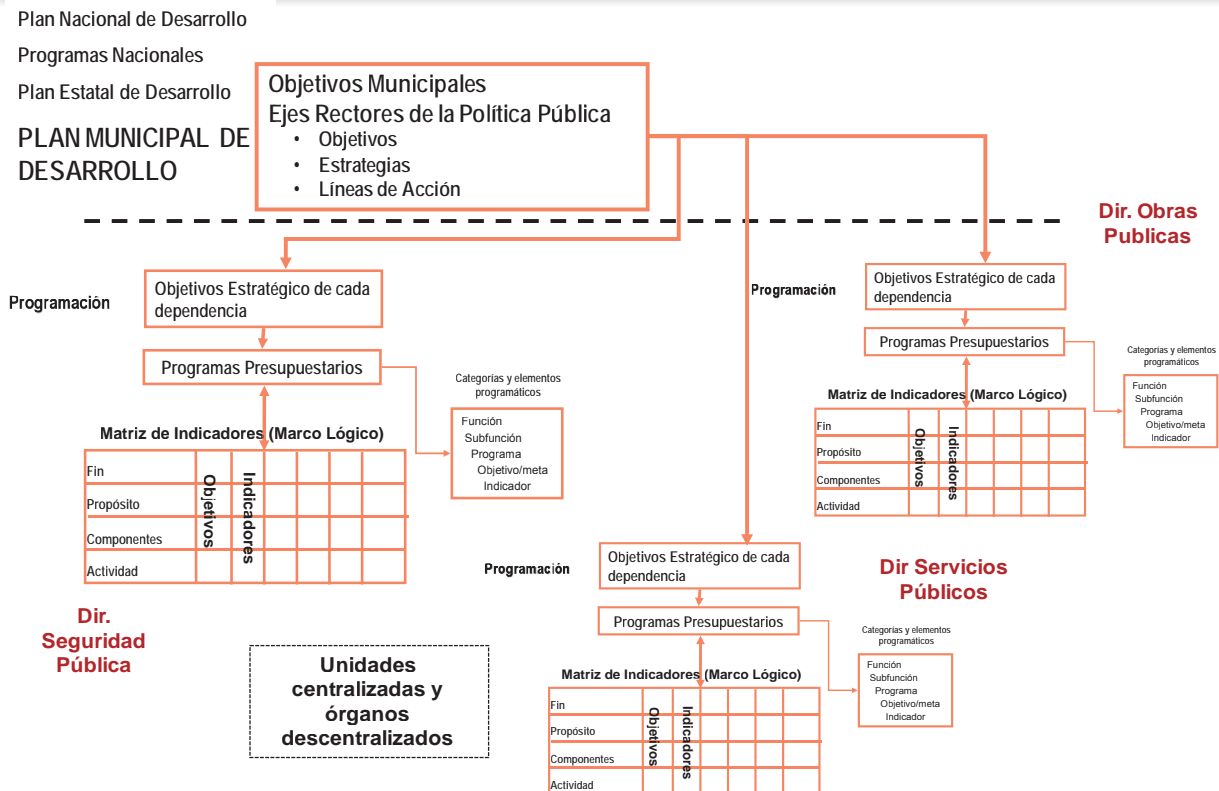 Plan Nacional de Desarrollo
Programas Nacionales
Plan Estatal de Desarrollo
PLAN MUNICIPAL DE
DESARROLLO
Objetivos Municipales
Ejes Rectores de la Política Pública
• Objetivos
• Estrategias
• Líneas de Acción
Dir. Obras
Publicas
Programación
Objetivos Estratégico de cada
dependencia
Programas Presupuestarios
Categorías y elementos
programáticos
Función
Subfunción
Programa
Objetivo/meta
Indicador
Matriz de Indicadores (Marco Lógico)
Fin
Propósito
Componentes
Actividad
Objetivos
Indicadores
Dir.
Seguridad
Pública
Programación
Objetivos Estratégico de cada
dependencia
Programas Presupuestarios
Categorías y elementos
programáticos
Función
Subfunción
Programa
Objetivo/meta
Indicador
Matriz de Indicadores (Marco Lógico)
Fin
Propósito
Componentes
Actividad
Objetivos
Indicadores
Programación
Objetivos Estratégico de cada
dependencia
Dir Servicios
Públicos
Programas Presupuestarios
Categorías y elementos
programáticos
Función
Subfunción
Programa
Objetivo/meta
Indicador
Matriz de Indicadores (Marco Lógico)
Fin
Propósito
Componentes
Actividad
Objetivos
Indicadores
Unidades
centralizadas y
órganos
descentralizados